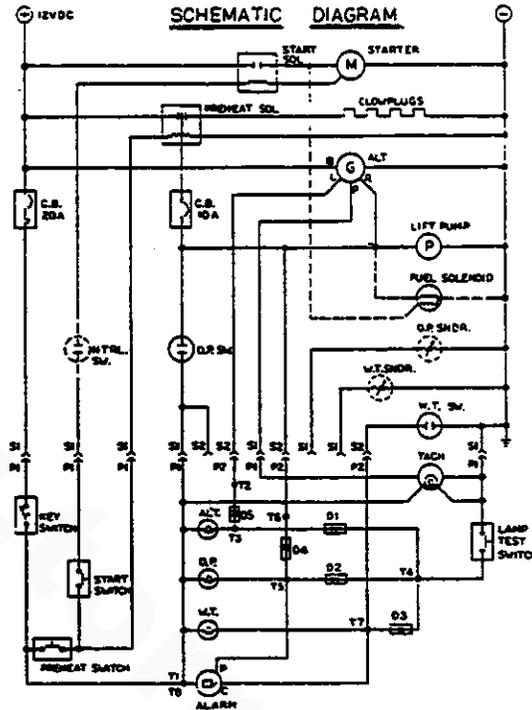 SCHEMATIC DIAGRAM
12VDC
START SOL
STARTER
M
PREHEAT SOL
GLOWPLUGS
B
G
ALT
L
R
P
C.B. 20A
C.B. 10A
LIFT PUMP
P
FUEL SOLENOID
O.P. SNDR.
INTRL. SW.
O.P. SW.
W.T. SNDR.
W.T. SW.
S1 S1 S1 S1 S2 S2 S1 S2 S1 S1 S2 S1
P1 P1 P1 P1 P2 P1 P2 P2 P1
TACH
T2
KEY SWITCH
ALT.
D5
T6
D1
T3
D4
LAMP TEST SWITCH
START SWITCH
O.P.
D2
T4
T5
W.T.
T7
D3
PREHEAT SWITCH
T1
T8
P
C
ALARM